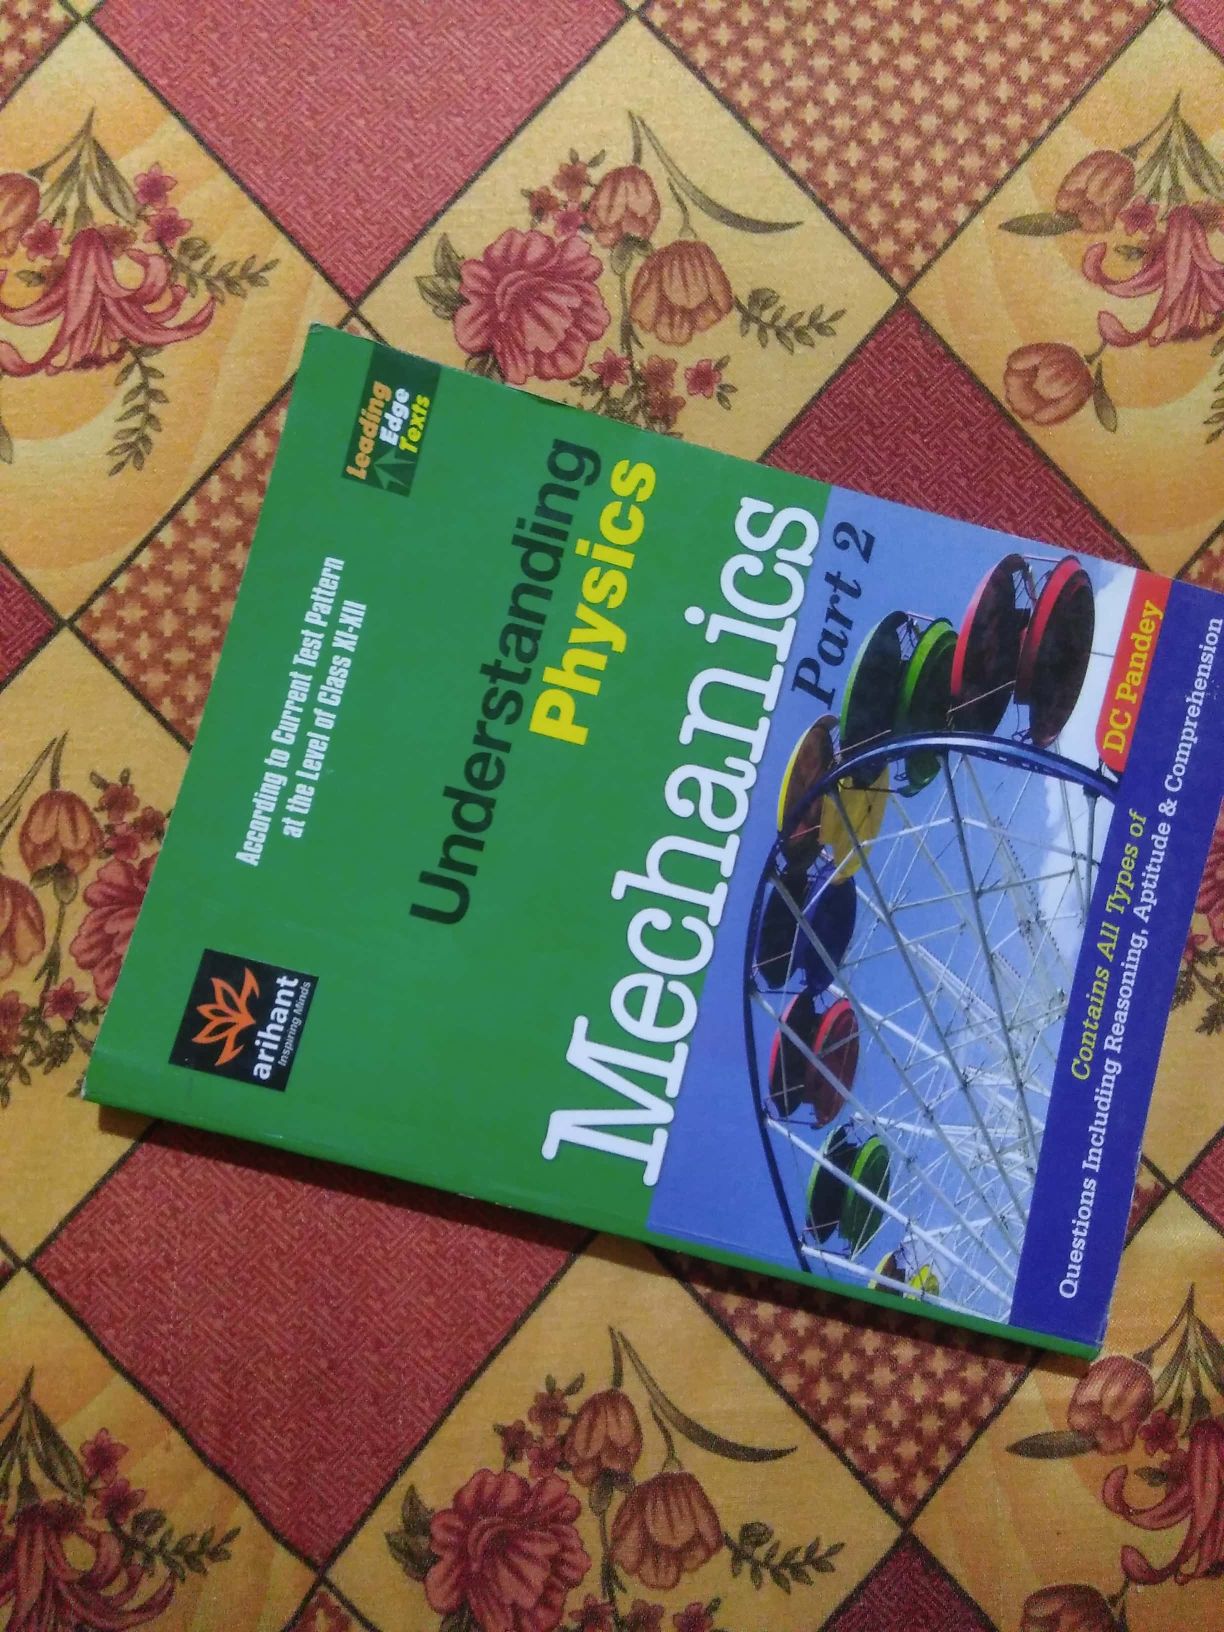 arihant
Inspiring Minds
According to Current Test Pattern
at the Level of Class XI-XII
Leading
Edge
Texts
Understanding
Physics
Mechanics
Part 2
DC Pandey
Contains All Types of
Questions Including Reasoning, Aptitude & Comprehension